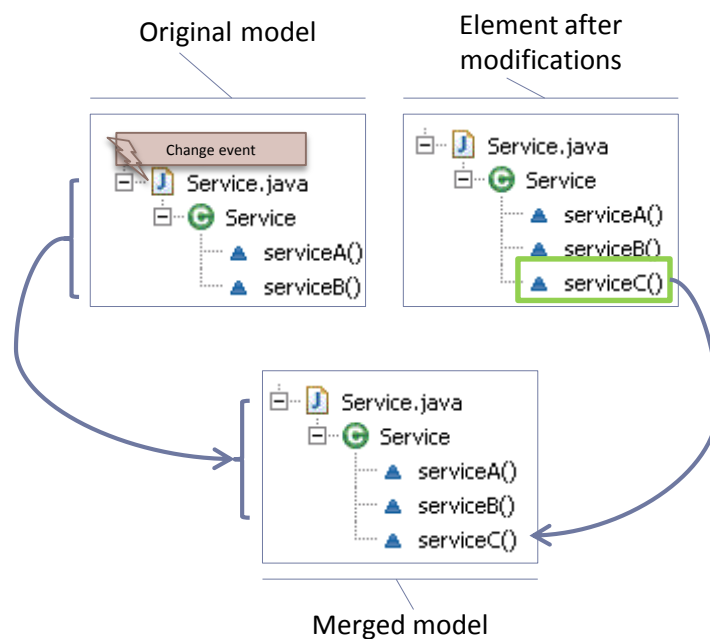 Original model
Element after
modifications
Change event
J Service.java
C Service
serviceA()
serviceB()
J Service.java
C Service
serviceA()
serviceB()
serviceC()
J Service.java
C Service
serviceA()
serviceB()
serviceC()
Merged model